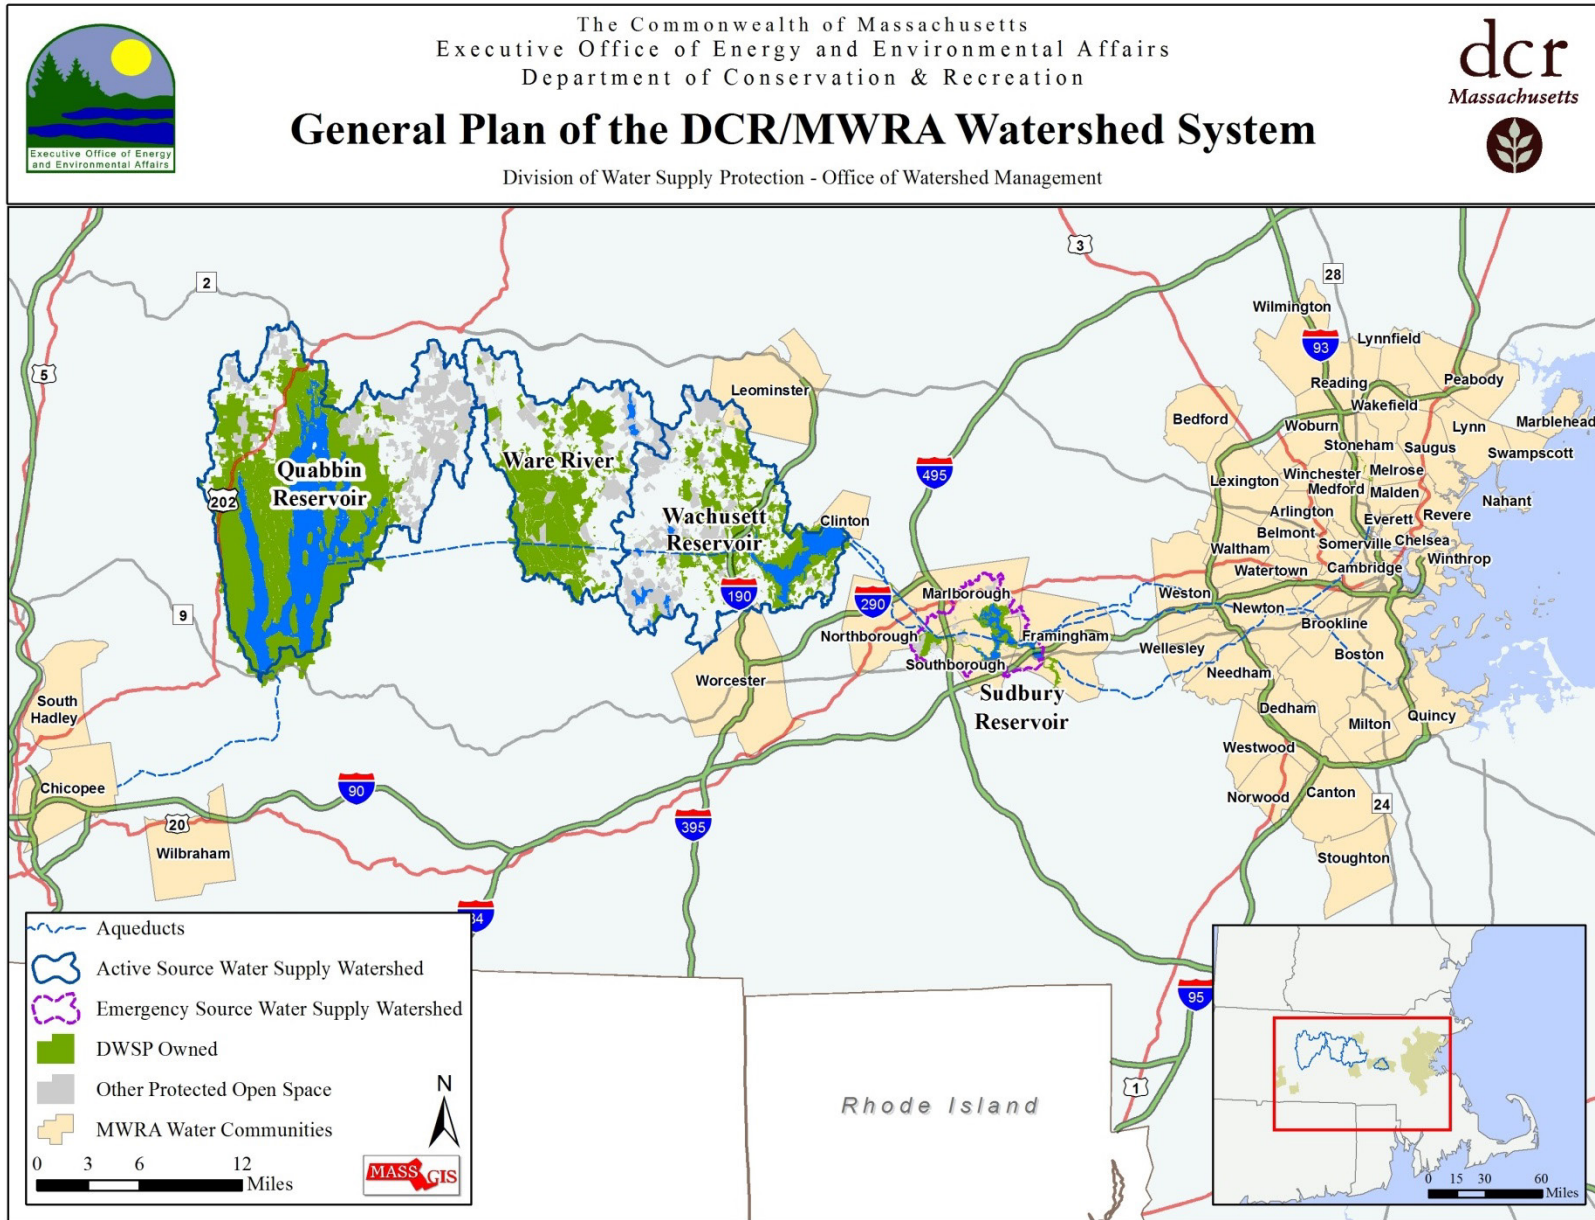 The Commonwealth of Massachusetts
Executive Office of Energy and Environmental Affairs
Department of Conservation & Recreation
General Plan of the DCR/MWRA Watershed System
Division of Water Supply Protection - Office of Watershed Management
Executive Office of Energy
and Environmental Affairs
dcr
Massachusetts
3
28
2
Wilmington
93
Lynnfield
5
Reading
Peabody
Leominster
Wakefield
Bedford
Marblehead
Woburn
Lynn
Stoneham
Saugus
Swampscott
Quabbin
Reservoir
Ware River
495
Winchester
Melrose
Lexington
Medford
Malden
202
Nahant
Arlington
Revere
Wachusett
Reservoir
Clinton
Everett
Belmont
Somerville
Chelsea
Waltham
Winthrop
Watertown
Cambridge
190
290
Marlborough
Weston
9
Newton
Northborough
Framingham
Brookline
Wellesley
Boston
Southborough
Worcester
Needham
Sudbury
Reservoir
South
Hadley
Dedham
Quincy
Milton
Westwood
Chicopee
90
Norwood
Canton
24
20
395
Wilbraham
Stoughton
84
95
1
Rhode Island
Aqueducts
Active Source Water Supply Watershed
Emergency Source Water Supply Watershed
DWSP Owned
Other Protected Open Space
MWRA Water Communities
N
0 3 6 12
Miles
MASS GIS
0 15 30 60
Miles